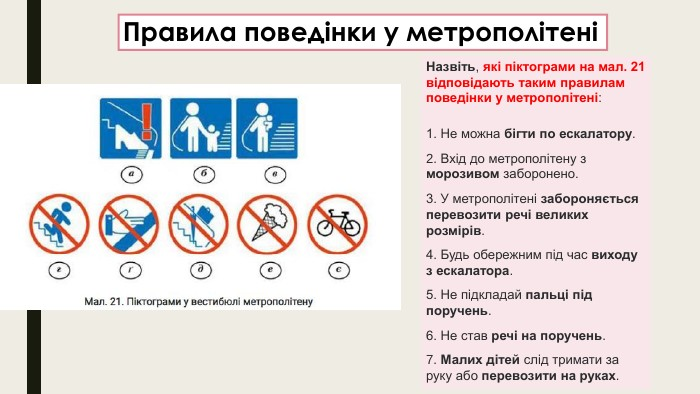 Правила поведінки у метрополітені
Назвіть, які піктограми на мал. 21
відповідають таким правилам
поведінки у метрополітені:
1. Не можна бігти по ескалатору.
2. Вхід до метрополітену з
морозивом заборонено.
3. У метрополітені забороняється
перевозити речі великих
розмірів.
4. Будь обережним під час виходу
з ескалатора.
5. Не підкладай пальці під
поручень.
6. Не став речі на поручень.
7. Малих дітей слід тримати за
руку або перевозити на руках.
а б в
г ґ д е є
Мал. 21. Піктограми у вестибюлі метрополітену